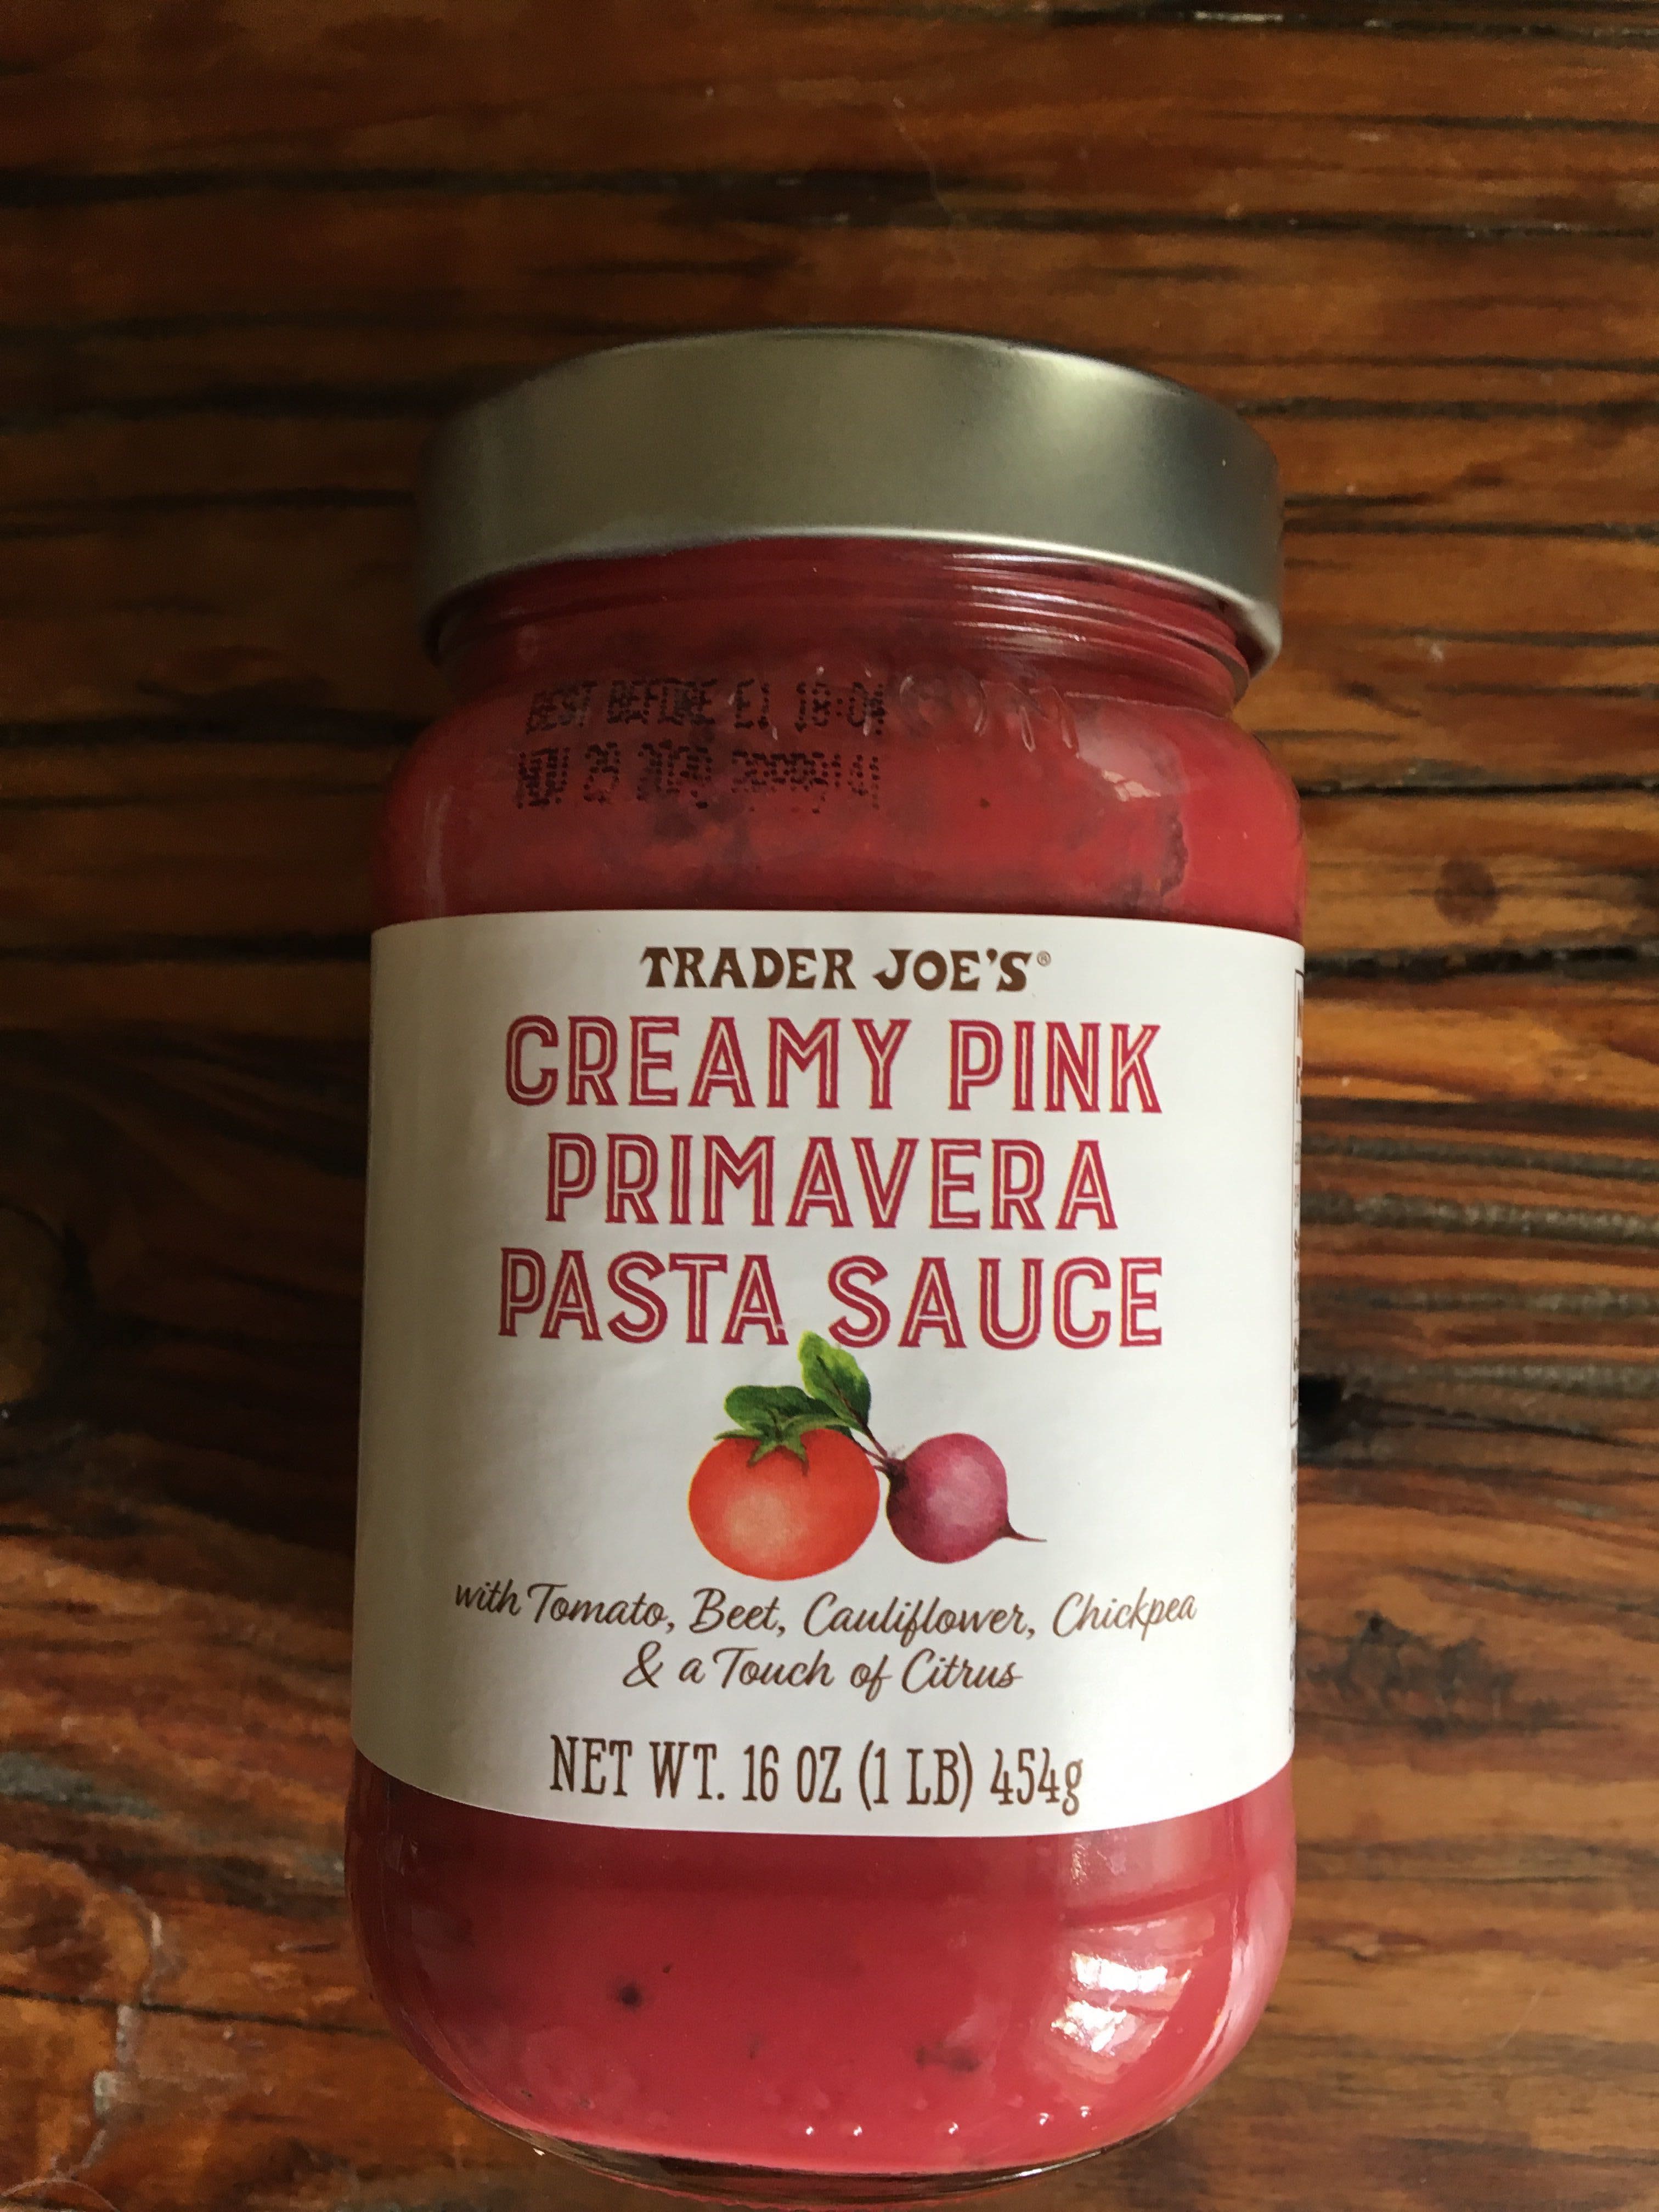 BEST BEFORE
TRADER JOE'S®
CREAMY PINK
PRIMAVERA
PASTA SAUCE
with Tomato, Beet, Cauliflower, Chickpea
& a Touch of Citrus
NET WT. 16 OZ (1 LB) 454g